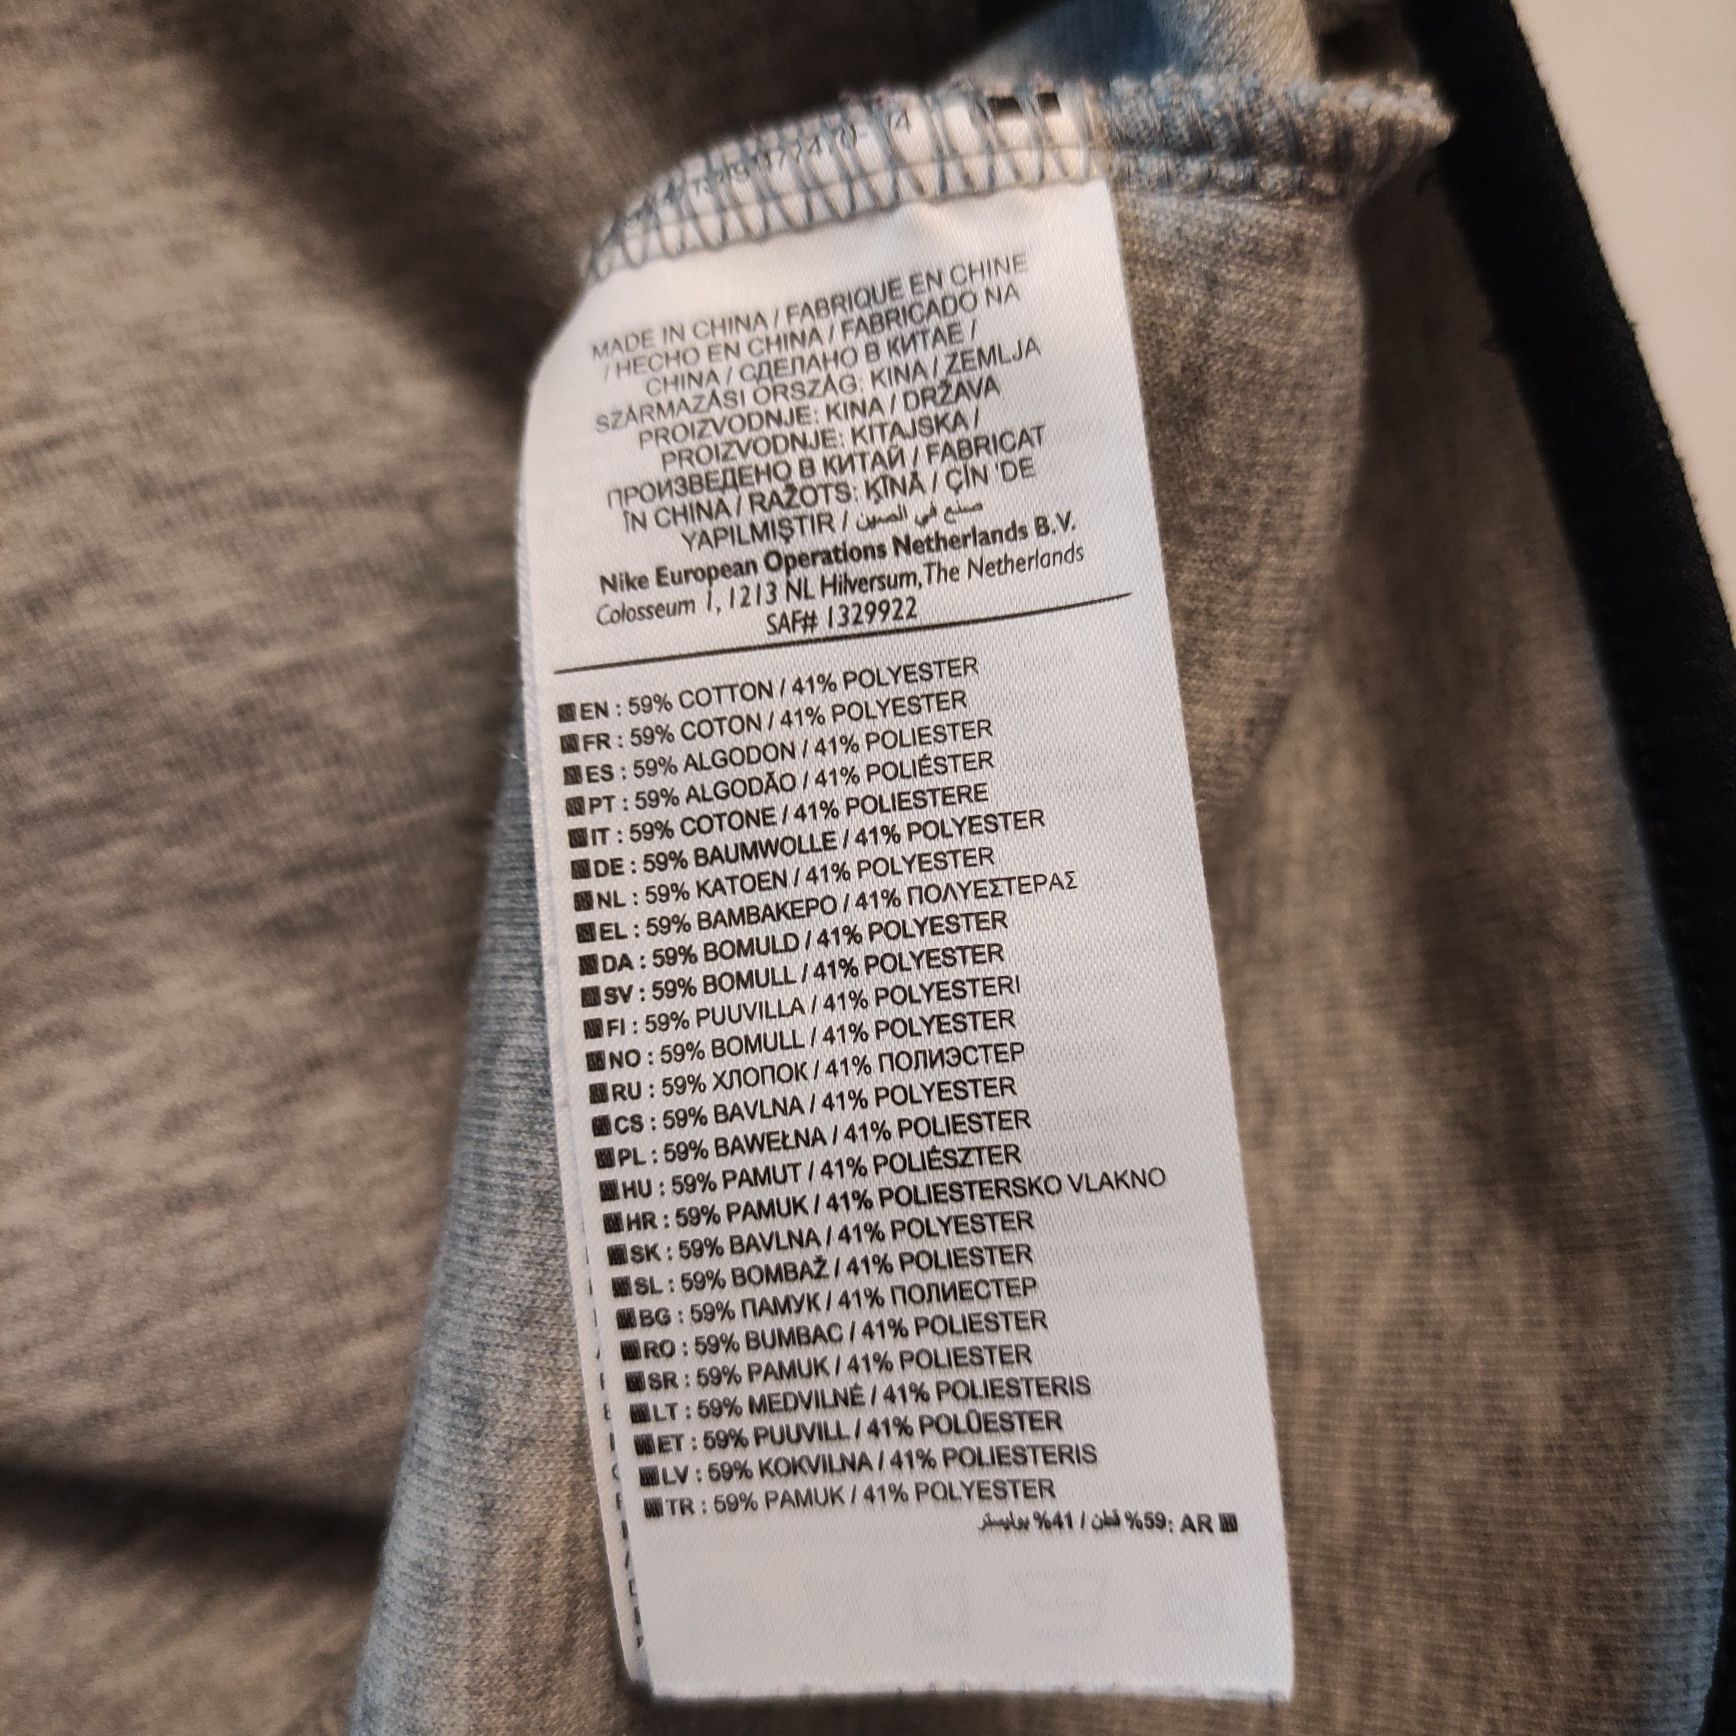 MADE IN CHINA / FABRIQUE EN CHINE
/ HECHO EN CHINA / FABRICADO NA
CHINA / СДЕЛАНО В КИТАЕ /
SZÁRMAZÁSI ORSZÁG: KÍNA / ZEMLJA
PROIZVODNJE: KINA / DRŽAVA
PROIZVODNJE: KITAJSKA /
ПРОИЗВЕДЕНО В КИТАЙ / FABRICAT
ÎN CHINA / RAŽOTS: ĶĪNĀ / ÇİN 'DE
YAPILMIŞTIR / صنع في الصين
Nike European Operations Netherlands B.V.
Colosseum 1, 1213 NL Hilversum, The Netherlands
SAF# 1329922
EN : 59% COTTON / 41% POLYESTER
FR : 59% COTON / 41% POLYESTER
ES : 59% ALGODON / 41% POLIESTER
PT : 59% ALGODÃO / 41% POLIÉSTER
IT : 59% COTONE / 41% POLIESTERE
DE : 59% BAUMWOLLE / 41% POLYESTER
NL : 59% KATOEN / 41% POLYESTER
EL : 59% ΒΑΜΒΑΚΕΡΟ / 41% ΠΟΛΥΕΣΤΕΡΑΣ
DA : 59% BOMULD / 41% POLYESTER
SV : 59% BOMULL / 41% POLYESTER
FI : 59% PUUVILLA / 41% POLYESTERI
NO : 59% BOMULL / 41% POLYESTER
RU : 59% ХЛОПОК / 41% ПОЛИЭСТЕР
CS : 59% BAVLNA / 41% POLYESTER
PL : 59% BAWEŁNA / 41% POLIESTER
HU : 59% PAMUT / 41% POLIÉSZTER
HR : 59% PAMUK / 41% POLIESTERSKO VLAKNO
SK : 59% BAVLNA / 41% POLYESTER
SL : 59% BOMBAŽ / 41% POLIESTER
BG : 59% ПАМУК / 41% ПОЛИЕСТЕР
RO : 59% BUMBAC / 41% POLIESTER
SR : 59% PAMUK / 41% POLIESTER
LT : 59% MEDVILNĖ / 41% POLIESTERIS
ET : 59% PUUVILL / 41% POLÜESTER
LV : 59% KOKVILNA / 41% POLIESTERIS
TR : 59% PAMUK / 41% POLYESTER
AR :59% قطن / 41% بوليستر